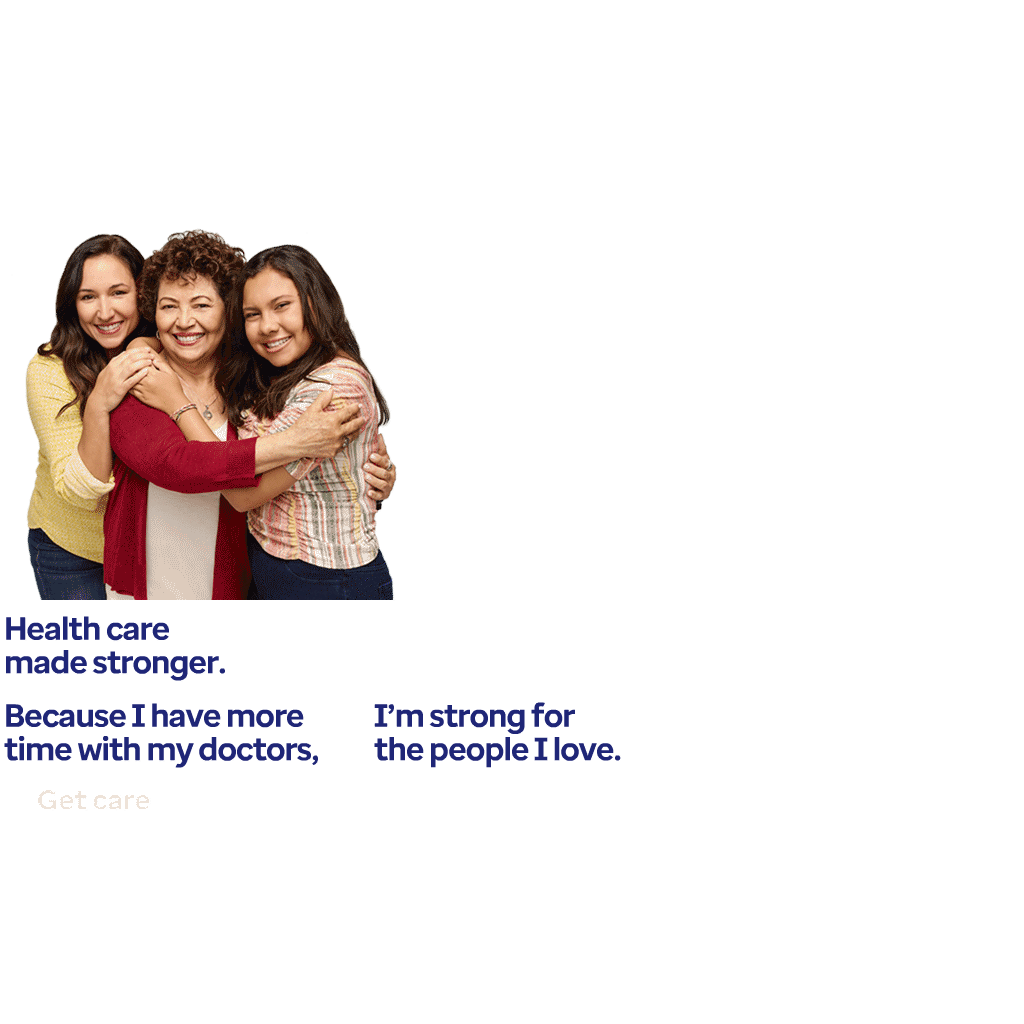 Health care
made stronger.
Because I have more
time with my doctors,
I’m strong for
the people I love.
Get care